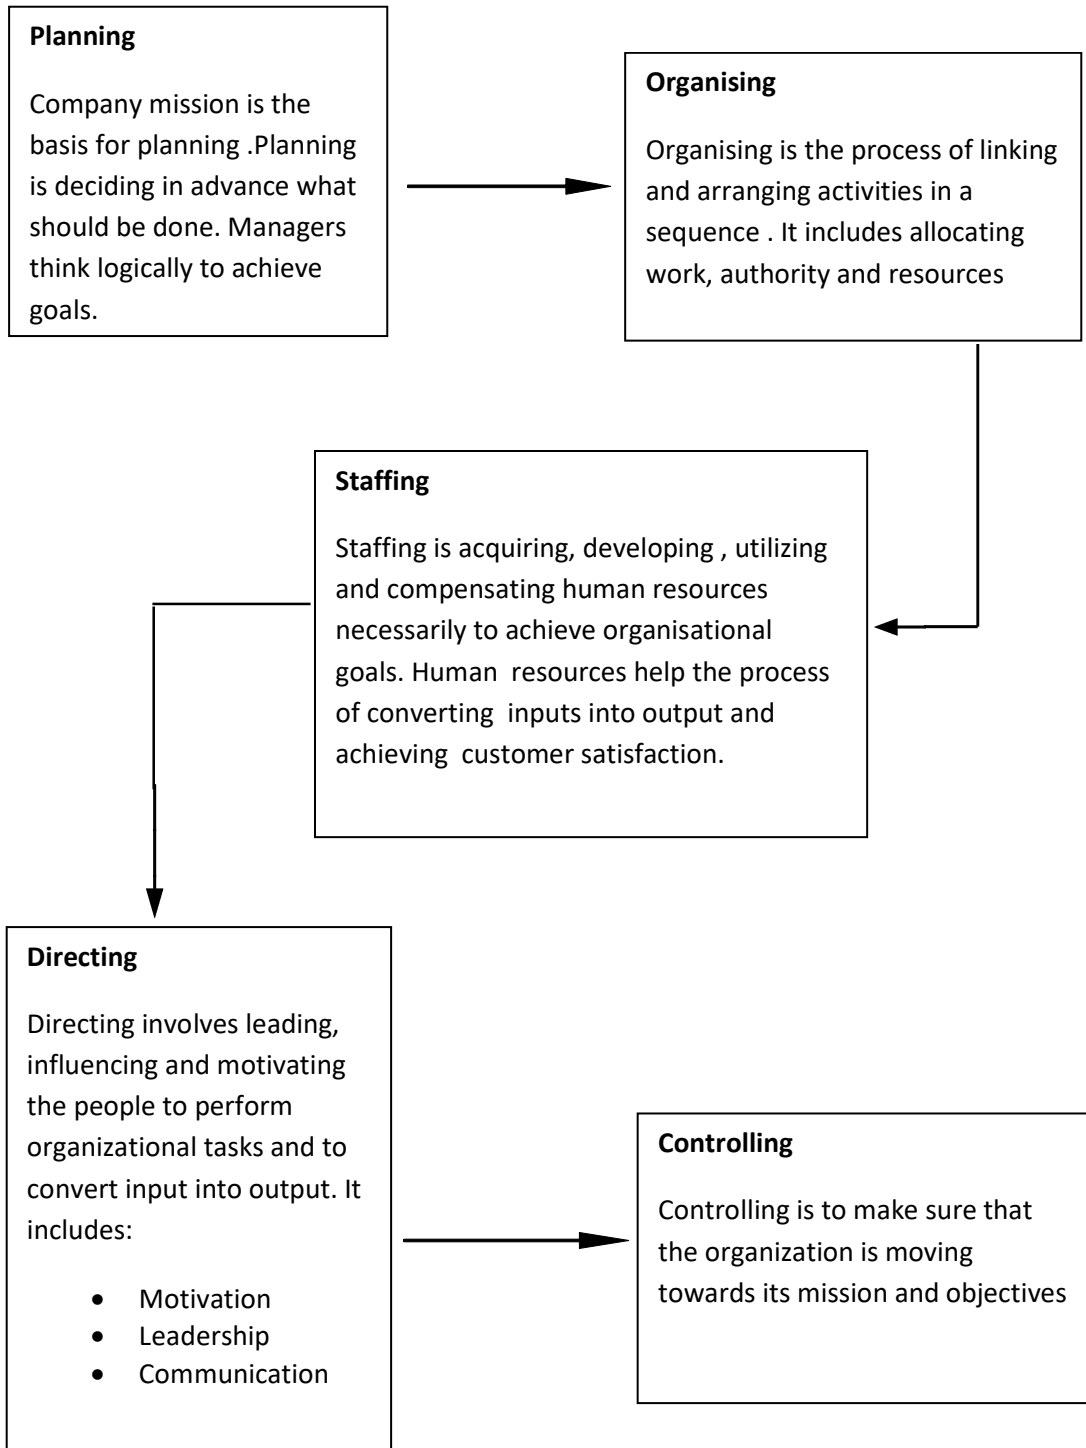 Planning
Company mission is the
basis for planning .Planning
is deciding in advance what
should be done. Managers
think logically to achieve
goals.
Organising
Organising is the process of linking
and arranging activities in a
sequence . It includes allocating
work, authority and resources
Staffing
Staffing is acquiring, developing , utilizing
and compensating human resources
necessarily to achieve organisational
goals. Human  resources help the process
of converting  inputs into output and
achieving  customer satisfaction.
Directing
Directing involves leading,
influencing and motivating
the people to perform
organizational tasks and to
convert input into output. It
includes:
• Motivation
• Leadership
• Communication
Controlling
Controlling is to make sure that
the organization is moving
towards its mission and objectives